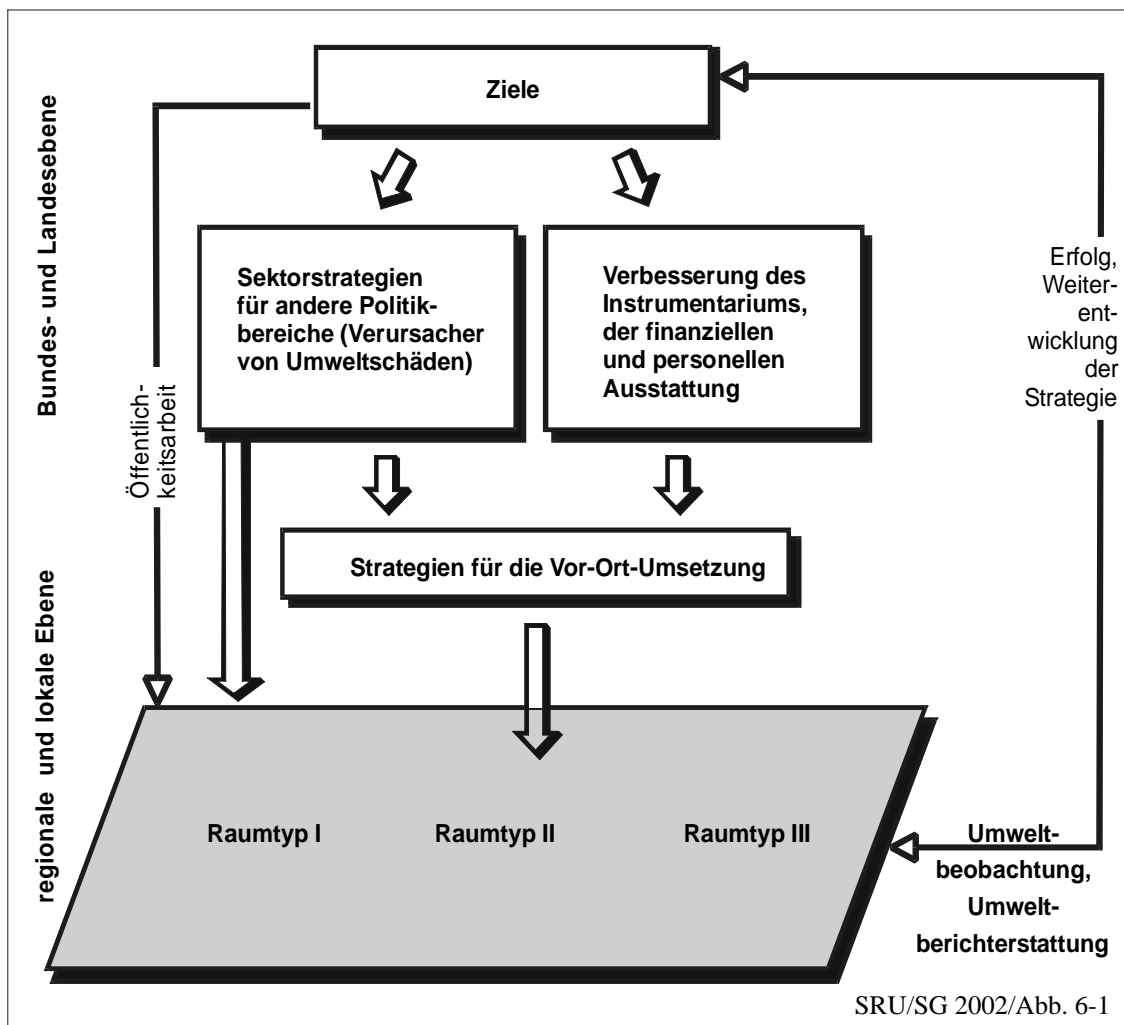 Ziele
Bundes- und Landesebene
Sektorstrategien
für andere Politik-
bereiche (Verursacher
von Umweltschäden)
Verbesserung des
Instrumentariums,
der finanziellen
und personellen
Ausstattung
Erfolg,
Weiter-
ent-
wicklung
der
Strategie
Öffentlich-
keitsarbeit
Strategien für die Vor-Ort-Umsetzung
regionale und lokale Ebene
Raumtyp I
Raumtyp II
Raumtyp III
Umwelt-
beobachtung,
Umwelt-
berichterstattung
SRU/SG 2002/Abb. 6-1